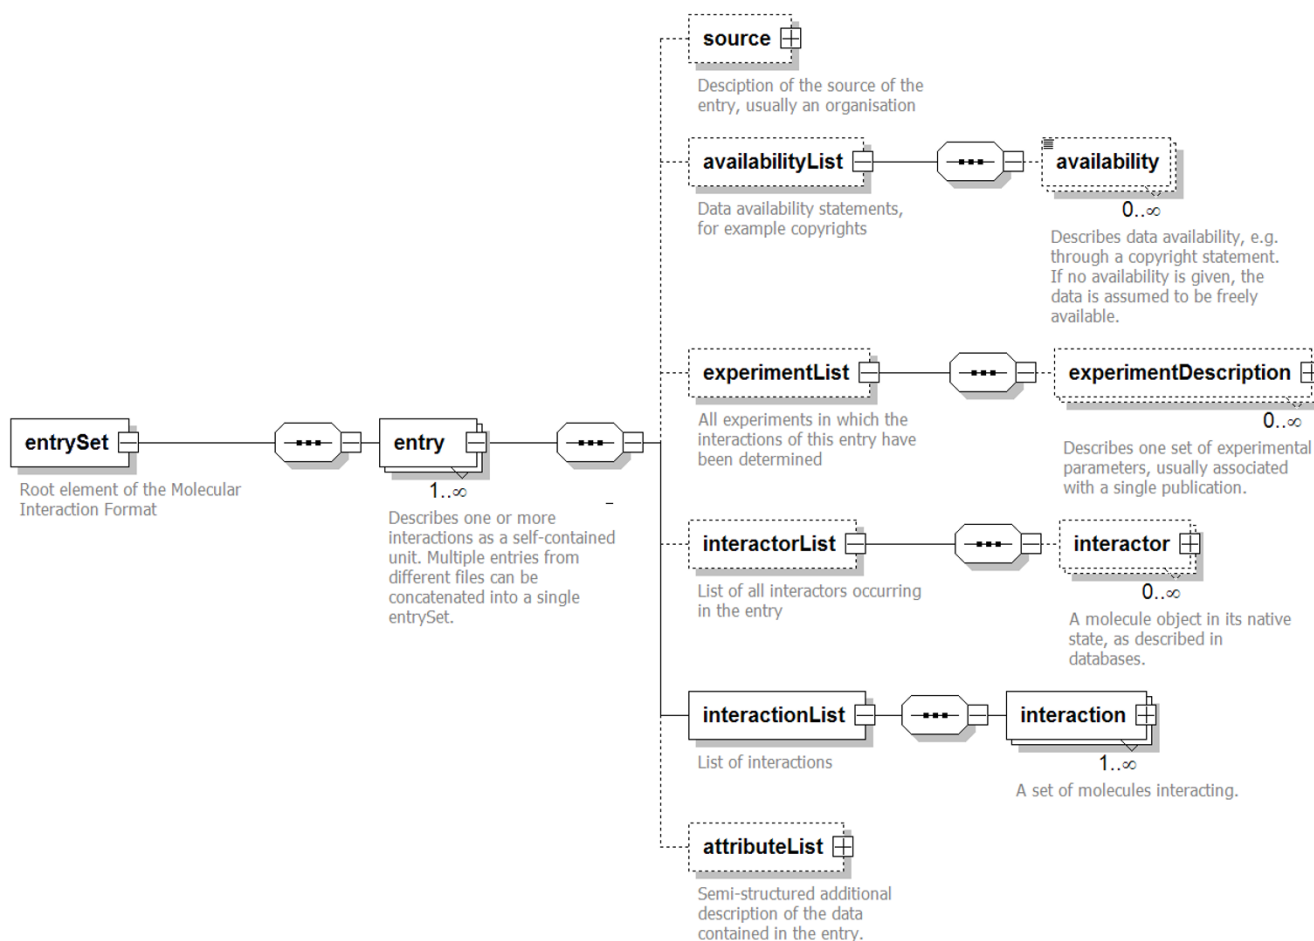 source
Desciption of the source of the
entry, usually an organisation
availabilityList
Data availability statements,
for example copyrights
availability
0..∞
Describes data availability, e.g.
through a copyright statement.
If no availability is given, the
data is assumed to be freely
available.
experimentList
All experiments in which the
interactions of this entry have
been determined
experimentDescription
0..∞
Describes one set of experimental
parameters, usually associated
with a single publication.
entrySet
Root element of the Molecular
Interaction Format
entry
1..∞
Describes one or more
interactions as a self-contained
unit. Multiple entries from
different files can be
concatenated into a single
entrySet.
interactorList
List of all interactors occurring
in the entry
interactor
0..∞
A molecule object in its native
state, as described in
databases.
interactionList
List of interactions
interaction
1..∞
A set of molecules interacting.
attributeList
Semi-structured additional
description of the data
contained in the entry.